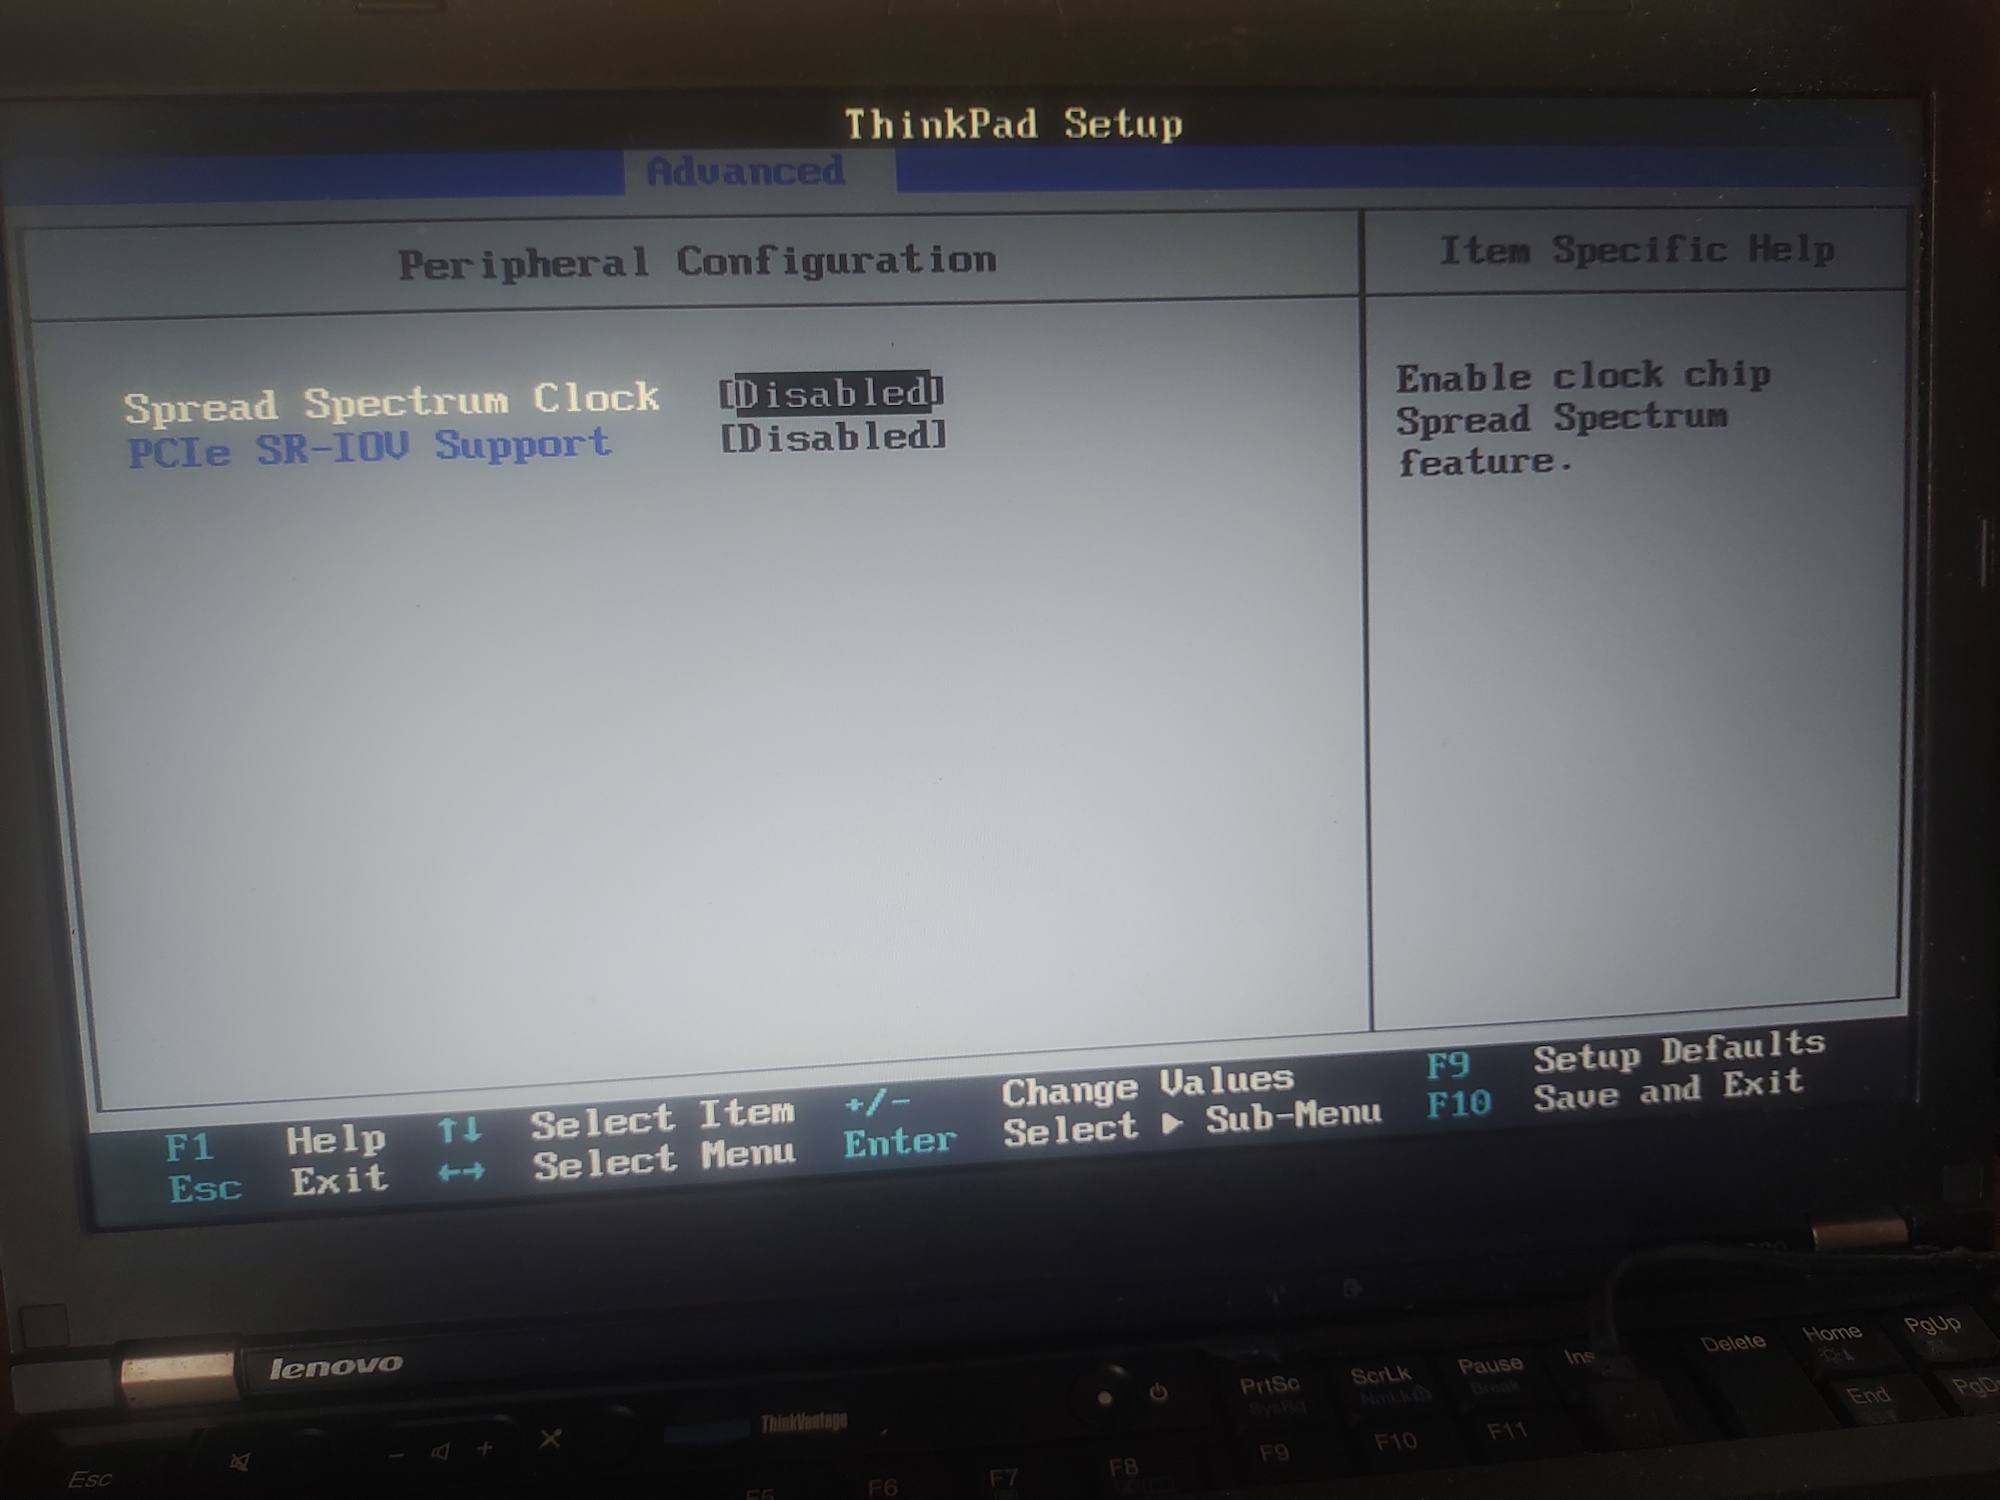 ThinkPad Setup
Advanced
Peripheral Configuration
Item Specific Help
Spread Spectrum Clock [Disabled]
PCIe SR-IOV Support [Disabled]
Enable clock chip
Spread Spectrum
feature.
F1 Help ↑↓ Select Item +/- Change Values F9 Setup Defaults
Esc Exit ←→ Select Menu Enter Select ▶ Sub-Menu F10 Save and Exit
lenovo
ThinkVantage
PrtSc
ScrLk
Pause
Ins
Delete
Home
PgUp
End
Esc
- +
F5
F6
F7
F8
F9
F10
F11